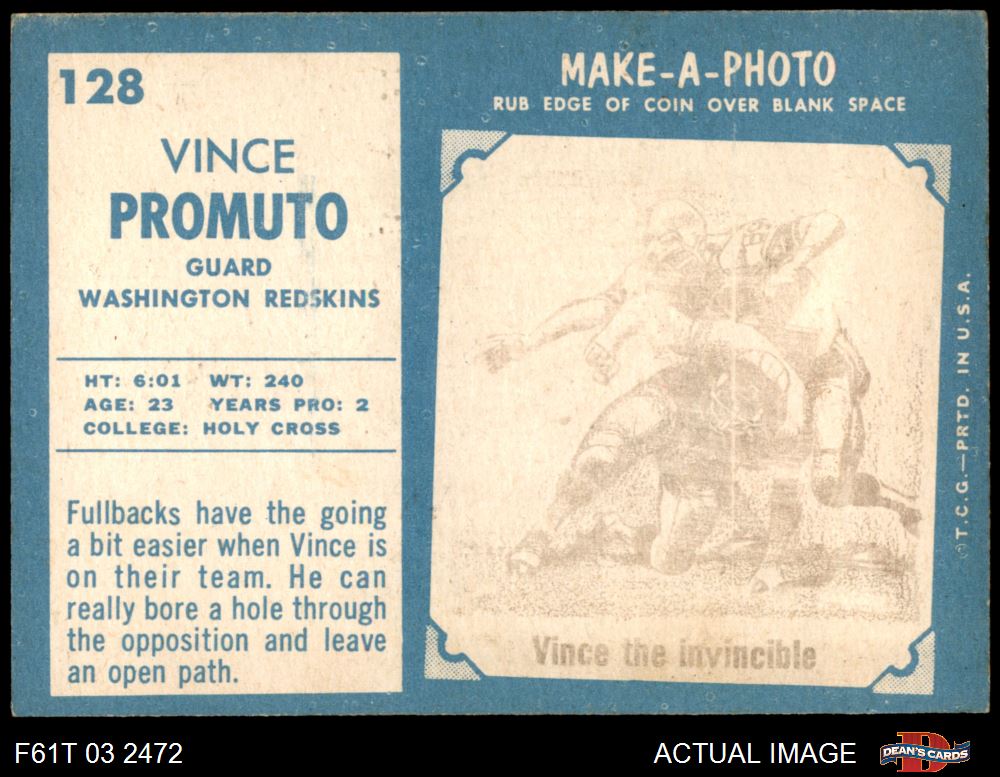 128
VINCE
PROMUTO
GUARD
WASHINGTON REDSKINS
HT: 6:01 WT: 240
AGE: 23 YEARS PRO: 2
COLLEGE: HOLY CROSS
Fullbacks have the going
a bit easier when Vince is
on their team. He can
really bore a hole through
the opposition and leave
an open path.
MAKE-A-PHOTO
RUB EDGE OF COIN OVER BLANK SPACE
Vince the invincible
©T.C.G.—PRTD. IN U.S.A.
F61T 03 2472
ACTUAL IMAGE
D
DEAN'S CARDS